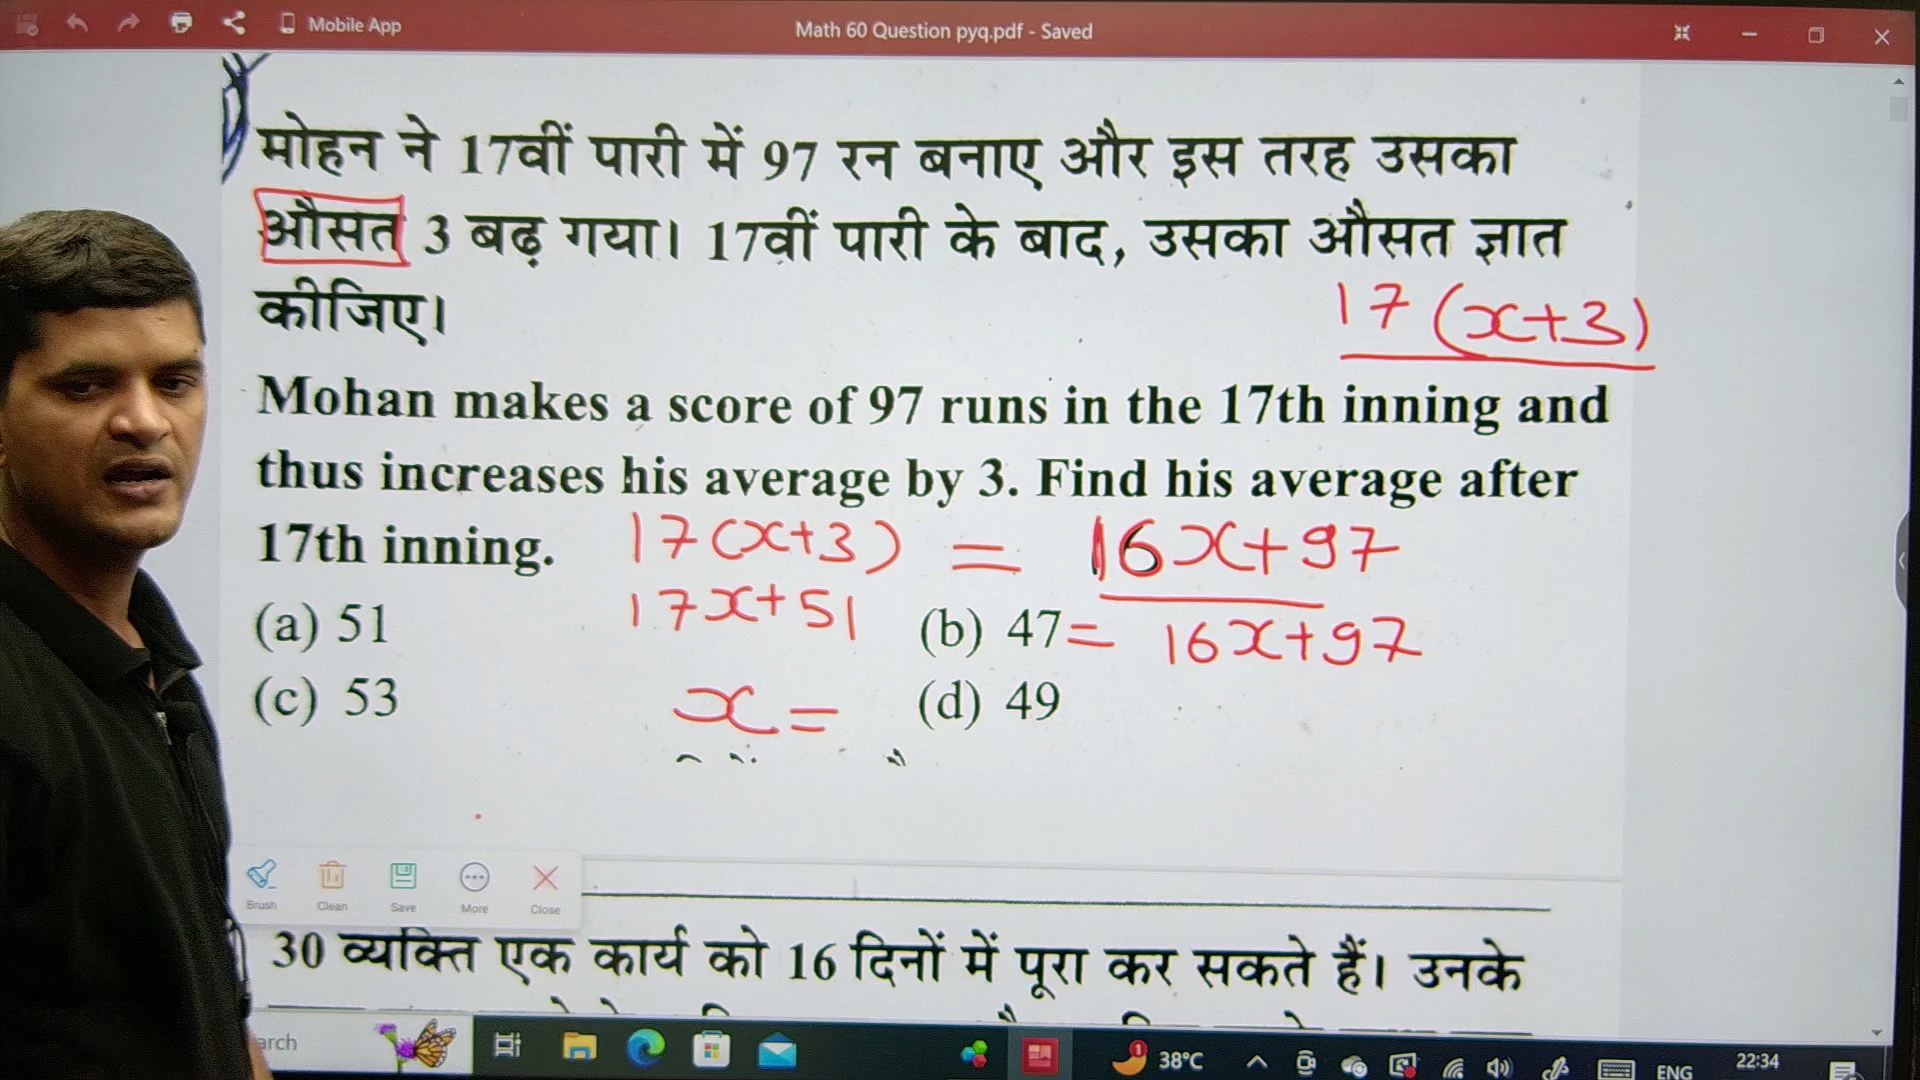 Mobile App
Math 60 Question pyq.pdf - Saved
मोहन ने 17वीं पारी में 97 रन बनाए और इस तरह उसका
औसत 3 बढ़ गया। 17वीं पारी के बाद, उसका औसत ज्ञात
कीजिए।
17(x+3)
Mohan makes a score of 97 runs in the 17th inning and
thus increases his average by 3. Find his average after
17th inning.
17(x+3) = 16x+97
17x+51 = 16x+97
(a) 51 (b) 47
(c) 53 (d) 49
x =
Brush Clean Save More Close
30 व्यक्ति एक कार्य को 16 दिनों में पूरा कर सकते हैं। उनके
arch
1 38°C ENG 22:34